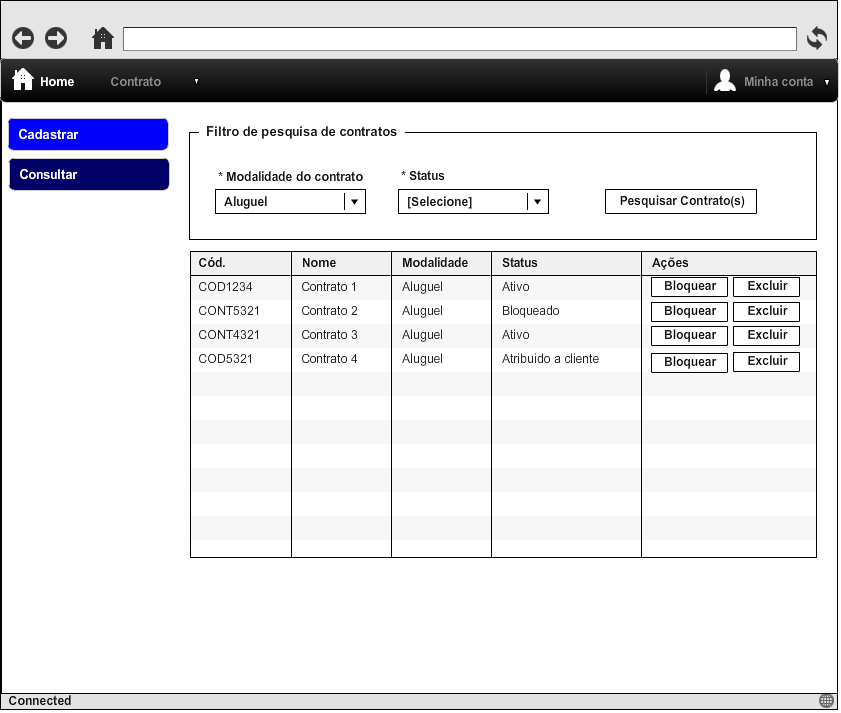 Home Contrato Minha conta
Cadastrar
Consultar
Filtro de pesquisa de contratos
* Modalidade do contrato * Status
Aluguel [Selecione] Pesquisar Contrato(s)
Cód. Nome Modalidade Status Ações
COD1234 Contrato 1 Aluguel Ativo Bloquear Excluir
CONT5321 Contrato 2 Aluguel Bloqueado Bloquear Excluir
CONT4321 Contrato 3 Aluguel Ativo Bloquear Excluir
COD5321 Contrato 4 Aluguel Atribuido a cliente Bloquear Excluir
Connected